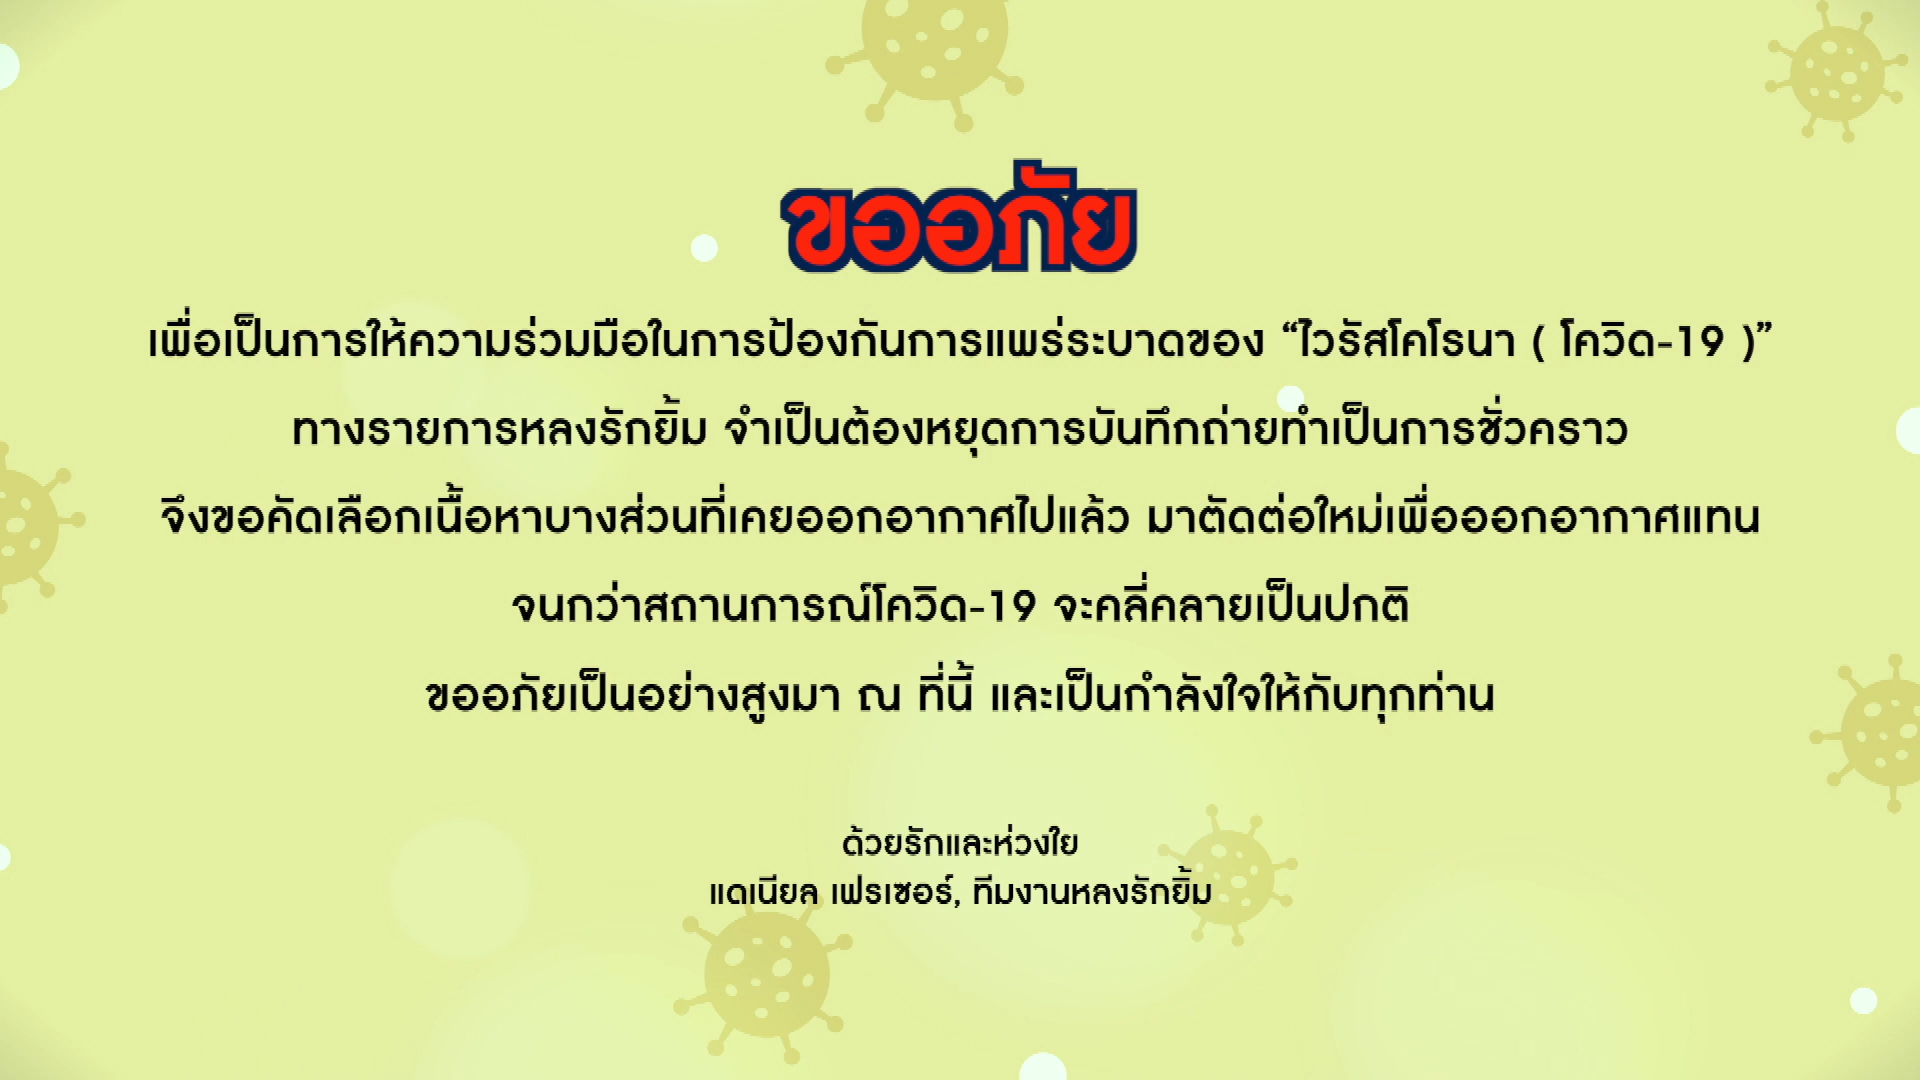 ขออภัย
เพื่อเป็นการให้ความร่วมมือในการป้องกันการแพร่ระบาดของ “ไวรัสโคโรนา ( โควิด-19 )”
ทางรายการหลงรักยิ้ม จำเป็นต้องหยุดการบันทึกถ่ายทำเป็นการชั่วคราว
จึงขอคัดเลือกเนื้อหาบางส่วนที่เคยออกอากาศไปแล้ว มาตัดต่อใหม่เพื่อออกอากาศแทน
จนกว่าสถานการณ์โควิด-19 จะคลี่คลายเป็นปกติ
ขออภัยเป็นอย่างสูงมา ณ ที่นี้ และเป็นกำลังใจให้กับทุกท่าน
ด้วยรักและห่วงใย
แดเนียล เฟรเซอร์, ทีมงานหลงรักยิ้ม